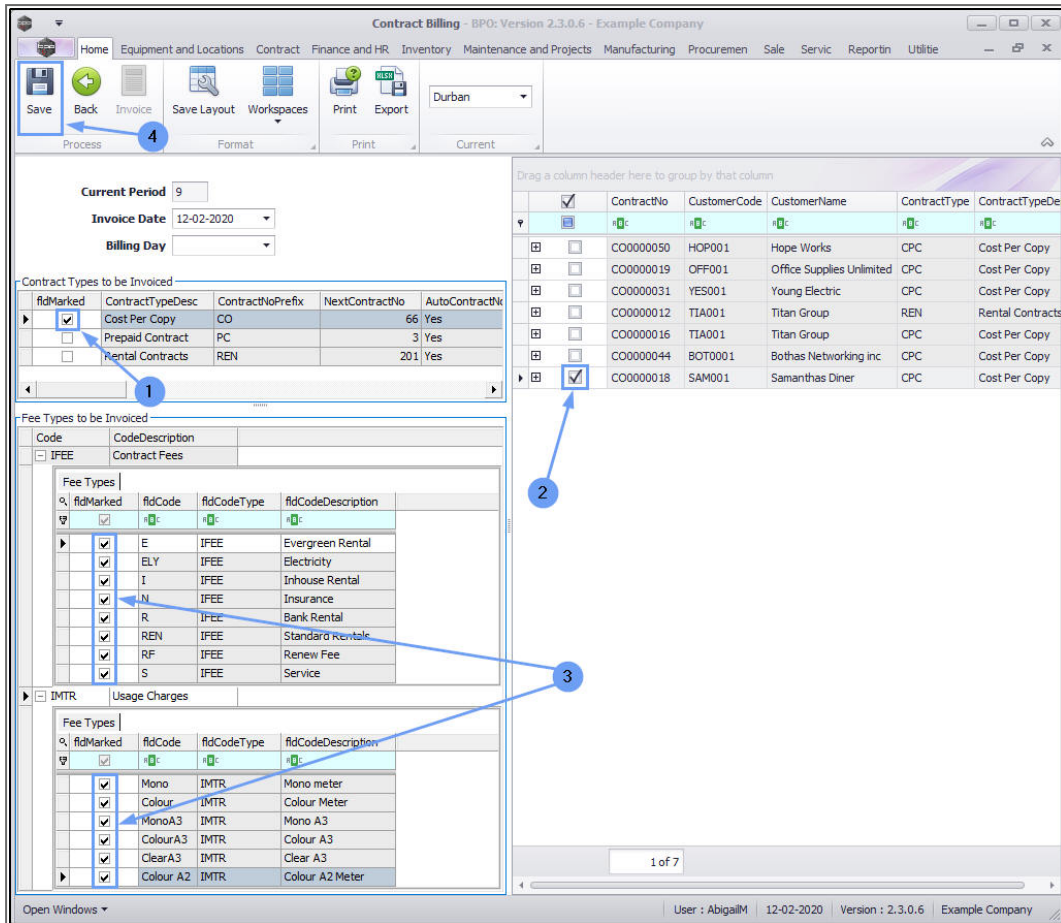 Contract Billing - BPO: Version 2.3.0.6 - Example Company
Home Equipment and Locations Contract Finance and HR Inventory Maintenance and Projects Manufacturing Procuremen Sale Servic Reportin Utilitie
Save Back Invoice Save Layout Workspaces Print Export Durban
4
Process Format Print Current
Current Period 9
Invoice Date 12-02-2020
Billing Day
Contract Types to be Invoiced
fldMarked ContractTypeDesc ContractNoPrefix NextContractNo AutoContractNo
Cost Per Copy CO 66 Yes
Prepaid Contract PC 3 Yes
Rental Contracts REN 201 Yes
1
Fee Types to be Invoiced
Code CodeDescription
IFEE Contract Fees
Fee Types
fldMarked fldCode fldCodeType fldCodeDescription
E IFEE Evergreen Rental
ELY IFEE Electricity
I IFEE Inhouse Rental
N IFEE Insurance
R IFEE Bank Rental
REN IFEE Standard Rentals
RF IFEE Renew Fee
S IFEE Service
3
IMTR Usage Charges
Fee Types
fldMarked fldCode fldCodeType fldCodeDescription
Mono IMTR Mono meter
Colour IMTR Colour Meter
MonoA3 IMTR Mono A3
ColourA3 IMTR Colour A3
ClearA3 IMTR Clear A3
Colour A2 IMTR Colour A2 Meter
Drag a column header here to group by that column
ContractNo CustomerCode CustomerName ContractType ContractTypeDe
CO0000050 HOP001 Hope Works CPC Cost Per Copy
CO0000019 OFF001 Office Supplies Unlimited CPC Cost Per Copy
CO0000031 YES001 Young Electric CPC Cost Per Copy
CO0000012 TIA001 Titan Group REN Rental Contracts
CO0000016 TIA001 Titan Group CPC Cost Per Copy
CO0000044 BOT0001 Bothas Networking inc CPC Cost Per Copy
CO0000018 SAM001 Samanthas Diner CPC Cost Per Copy
2
1 of 7
Open Windows User : AbigailM 12-02-2020 Version : 2.3.0.6 Example Company